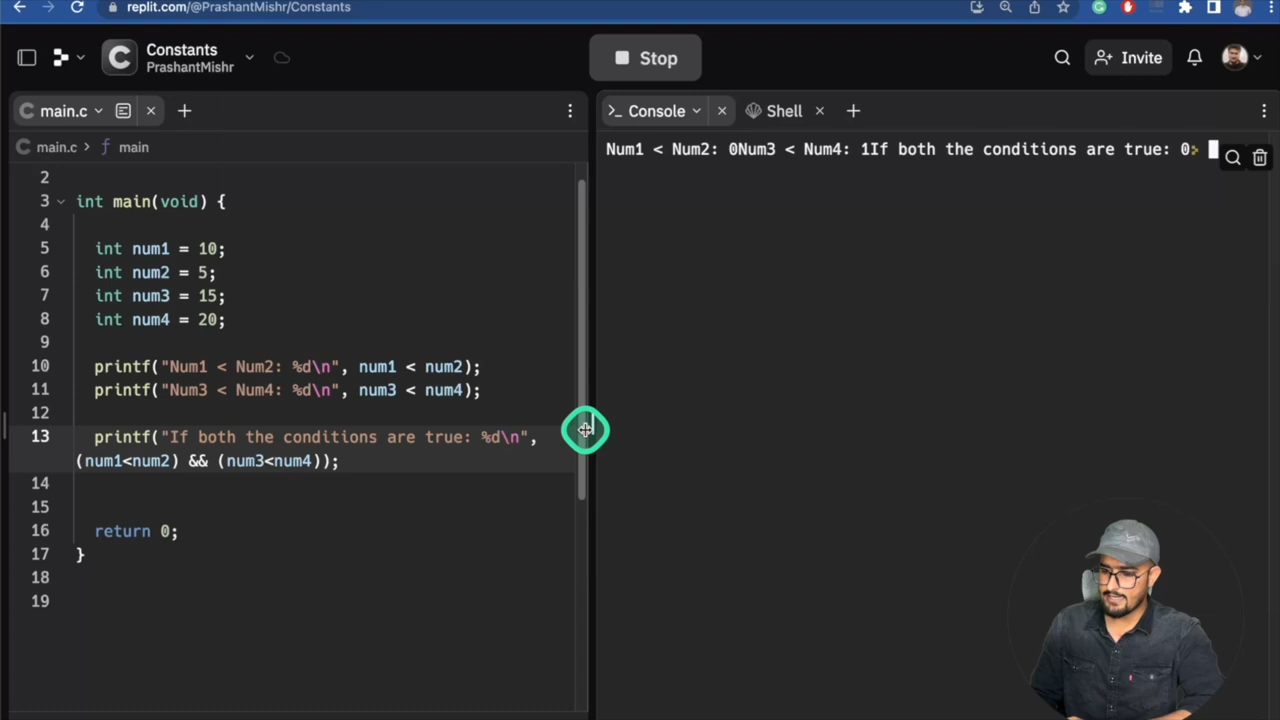 replit.com/@PrashantMishr/Constants
Constants
PrashantMishr
Stop
Invite
main.c
Console
Shell
main.c > f main
Num1 < Num2: 0Num3 < Num4: 1If both the conditions are true: 0>
2
3 int main(void) {
4
5 int num1 = 10;
6 int num2 = 5;
7 int num3 = 15;
8 int num4 = 20;
9
10 printf("Num1 < Num2: %d\n", num1 < num2);
11 printf("Num3 < Num4: %d\n", num3 < num4);
12
13 printf("If both the conditions are true: %d\n",
(num1<num2) && (num3<num4));
14
15
16 return 0;
17 }
18
19